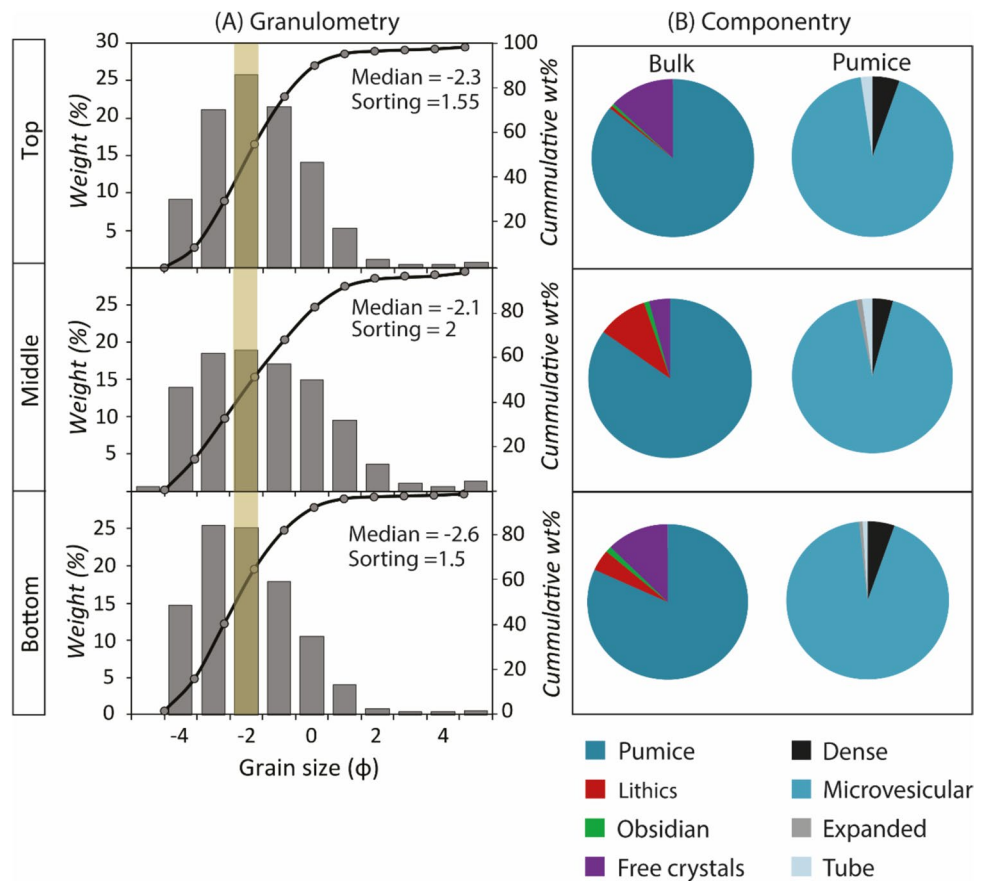 (A) Granulometry
(B) Componentry
Top
Weight (%)
30
25
20
15
10
5
Median = -2.3
Sorting =1.55
100
80
60
40
20
Cummulative wt%
Bulk
Pumice
Middle
Weight (%)
25
20
15
10
5
Median = -2.1
Sorting = 2
80
60
40
20
Cummulative wt%
Bottom
Weight (%)
25
20
15
10
5
0
Median = -2.6
Sorting = 1.5
80
60
40
20
0
Cummulative wt%
-4 -2 0 2 4
Grain size (ϕ)
Pumice
Lithics
Obsidian
Free crystals
Dense
Microvesicular
Expanded
Tube